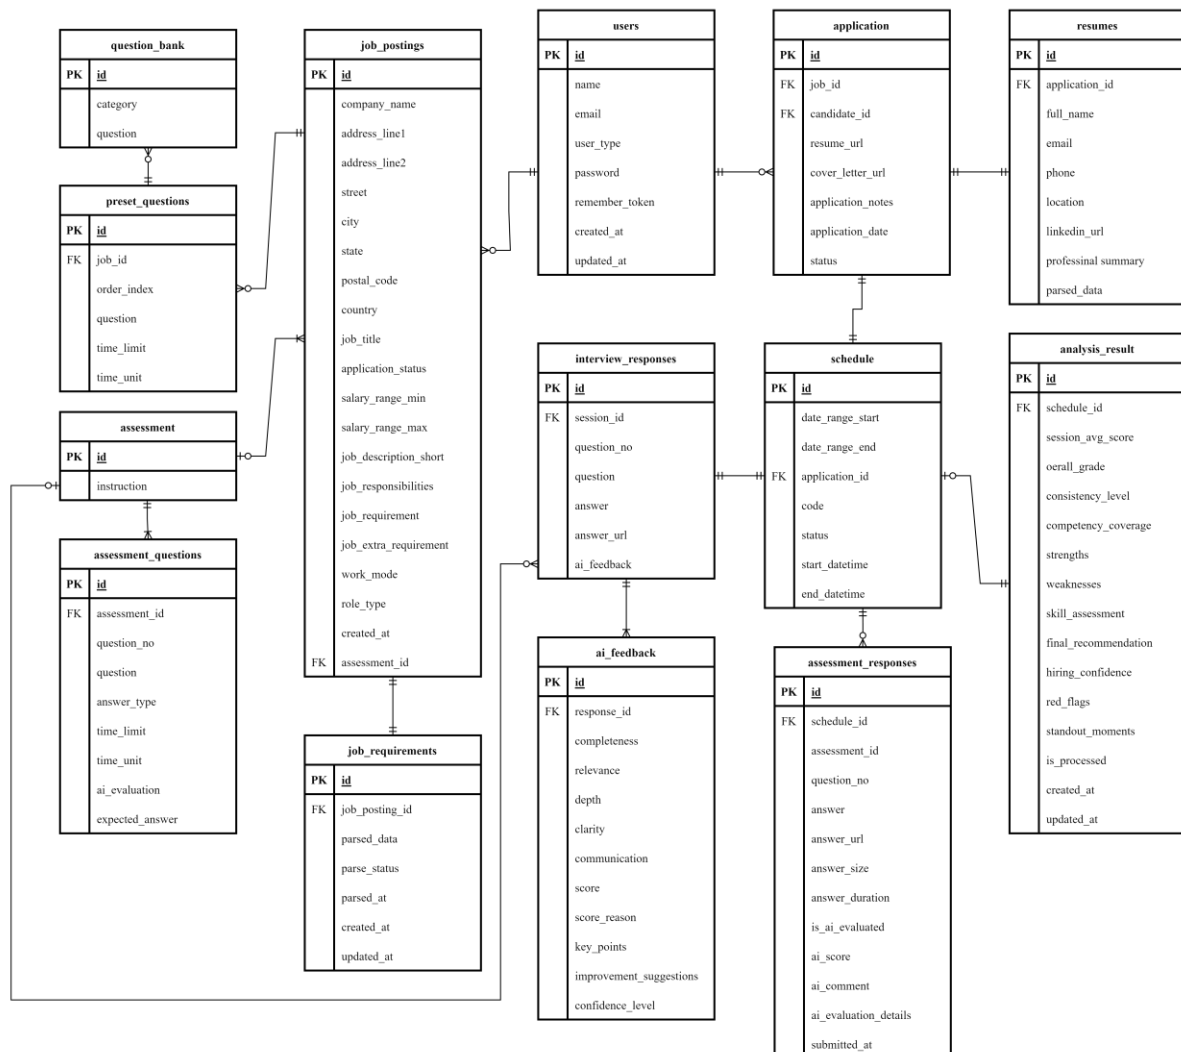 question_bank
PK id
category
question
preset_questions
PK id
FK job_id
order_index
question
time_limit
time_unit
assessment
PK id
instruction
assessment_questions
PK id
FK assessment_id
question_no
question
answer_type
time_limit
time_unit
ai_evaluation
expected_answer
job_postings
PK id
company_name
address_line1
address_line2
street
city
state
postal_code
country
job_title
application_status
salary_range_min
salary_range_max
job_description_short
job_responsibilities
job_requirement
job_extra_requirement
work_mode
role_type
created_at
FK assessment_id
job_requirements
PK id
FK job_posting_id
parsed_data
parse_status
parsed_at
created_at
updated_at
users
PK id
name
email
user_type
password
remember_token
created_at
updated_at
interview_responses
PK id
FK session_id
question_no
question
answer
answer_url
ai_feedback
ai_feedback
PK id
FK response_id
completeness
relevance
depth
clarity
communication
score
score_reason
key_points
improvement_suggestions
confidence_level
application
PK id
FK job_id
FK candidate_id
resume_url
cover_letter_url
application_notes
application_date
status
schedule
PK id
date_range_start
date_range_end
FK application_id
code
status
start_datetime
end_datetime
assessment_responses
PK id
FK schedule_id
assessment_id
question_no
answer
answer_url
answer_size
answer_duration
is_ai_evaluated
ai_score
ai_comment
ai_evaluation_details
submitted_at
resumes
PK id
FK application_id
full_name
email
phone
location
linkedin_url
professinal summary
parsed_data
analysis_result
PK id
FK schedule_id
session_avg_score
oerall_grade
consistency_level
competency_coverage
strengths
weaknesses
skill_assessment
final_recommendation
hiring_confidence
red_flags
standout_moments
is_processed
created_at
updated_at